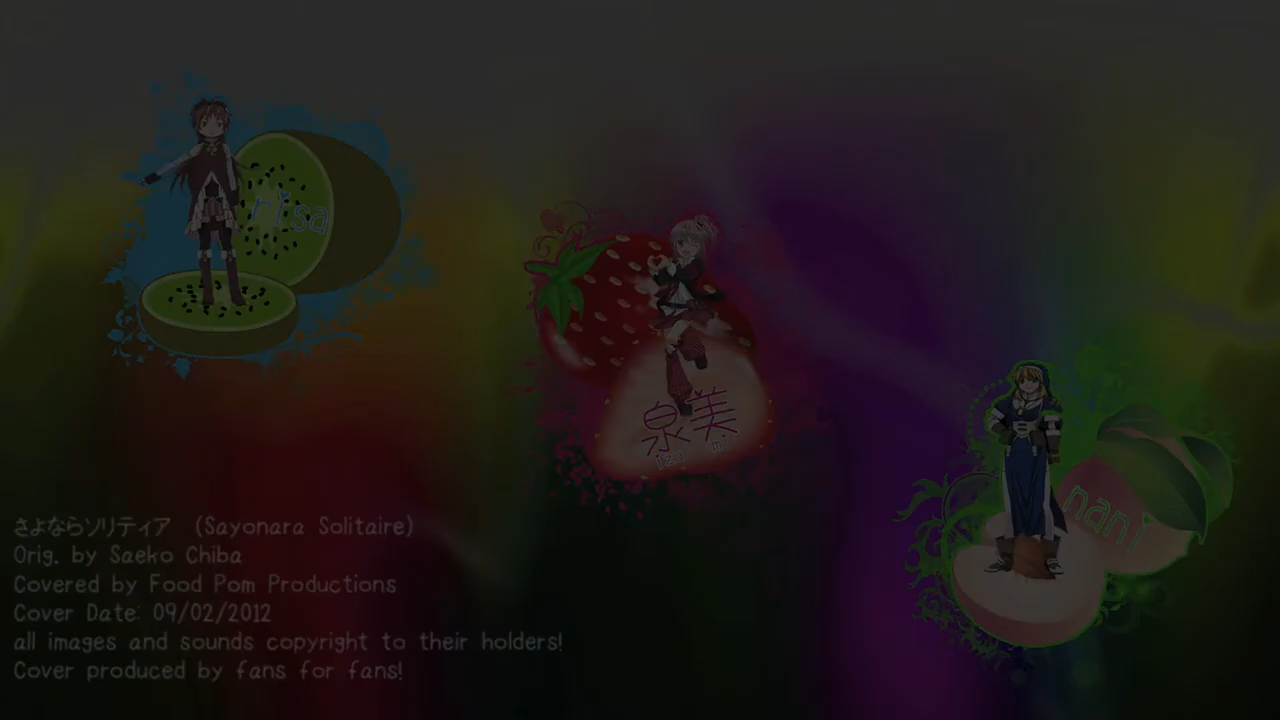 risa
泉美
izu mi
nani
さよならソリティア (Sayonara Solitaire)
Orig. by Saeko Chiba
Covered by Food Pom Productions
Cover Date: 09/02/2012
all images and sounds copyright to their holders!
Cover produced by fans for fans!